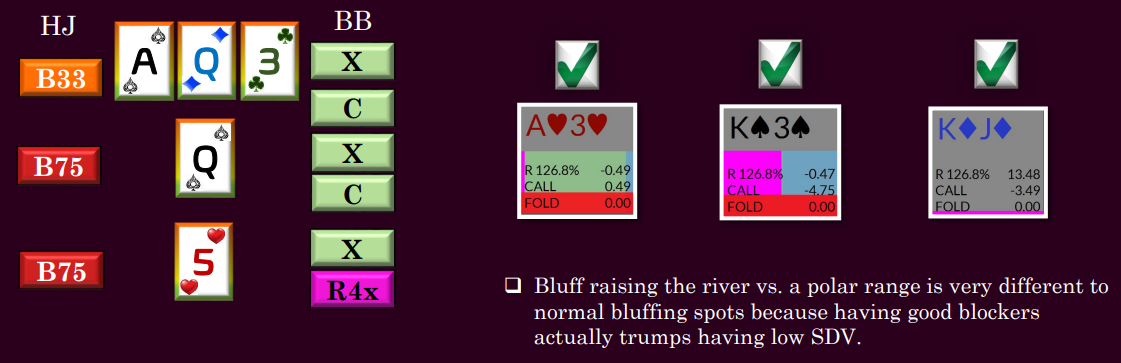 HJ
BB
A♠ Q♦ 3♣
B33
X
C
Q♠
B75
X
C
5♥
B75
X
R4x
A♥3♥
R 126.8% -0.49
CALL 0.49
FOLD 0.00
K♠3♠
R 126.8% -0.47
CALL -4.75
FOLD 0.00
K♦J♦
R 126.8% 13.48
CALL -3.49
FOLD 0.00
❑ Bluff raising the river vs. a polar range is very different to
normal bluffing spots because having good blockers
actually trumps having low SDV.